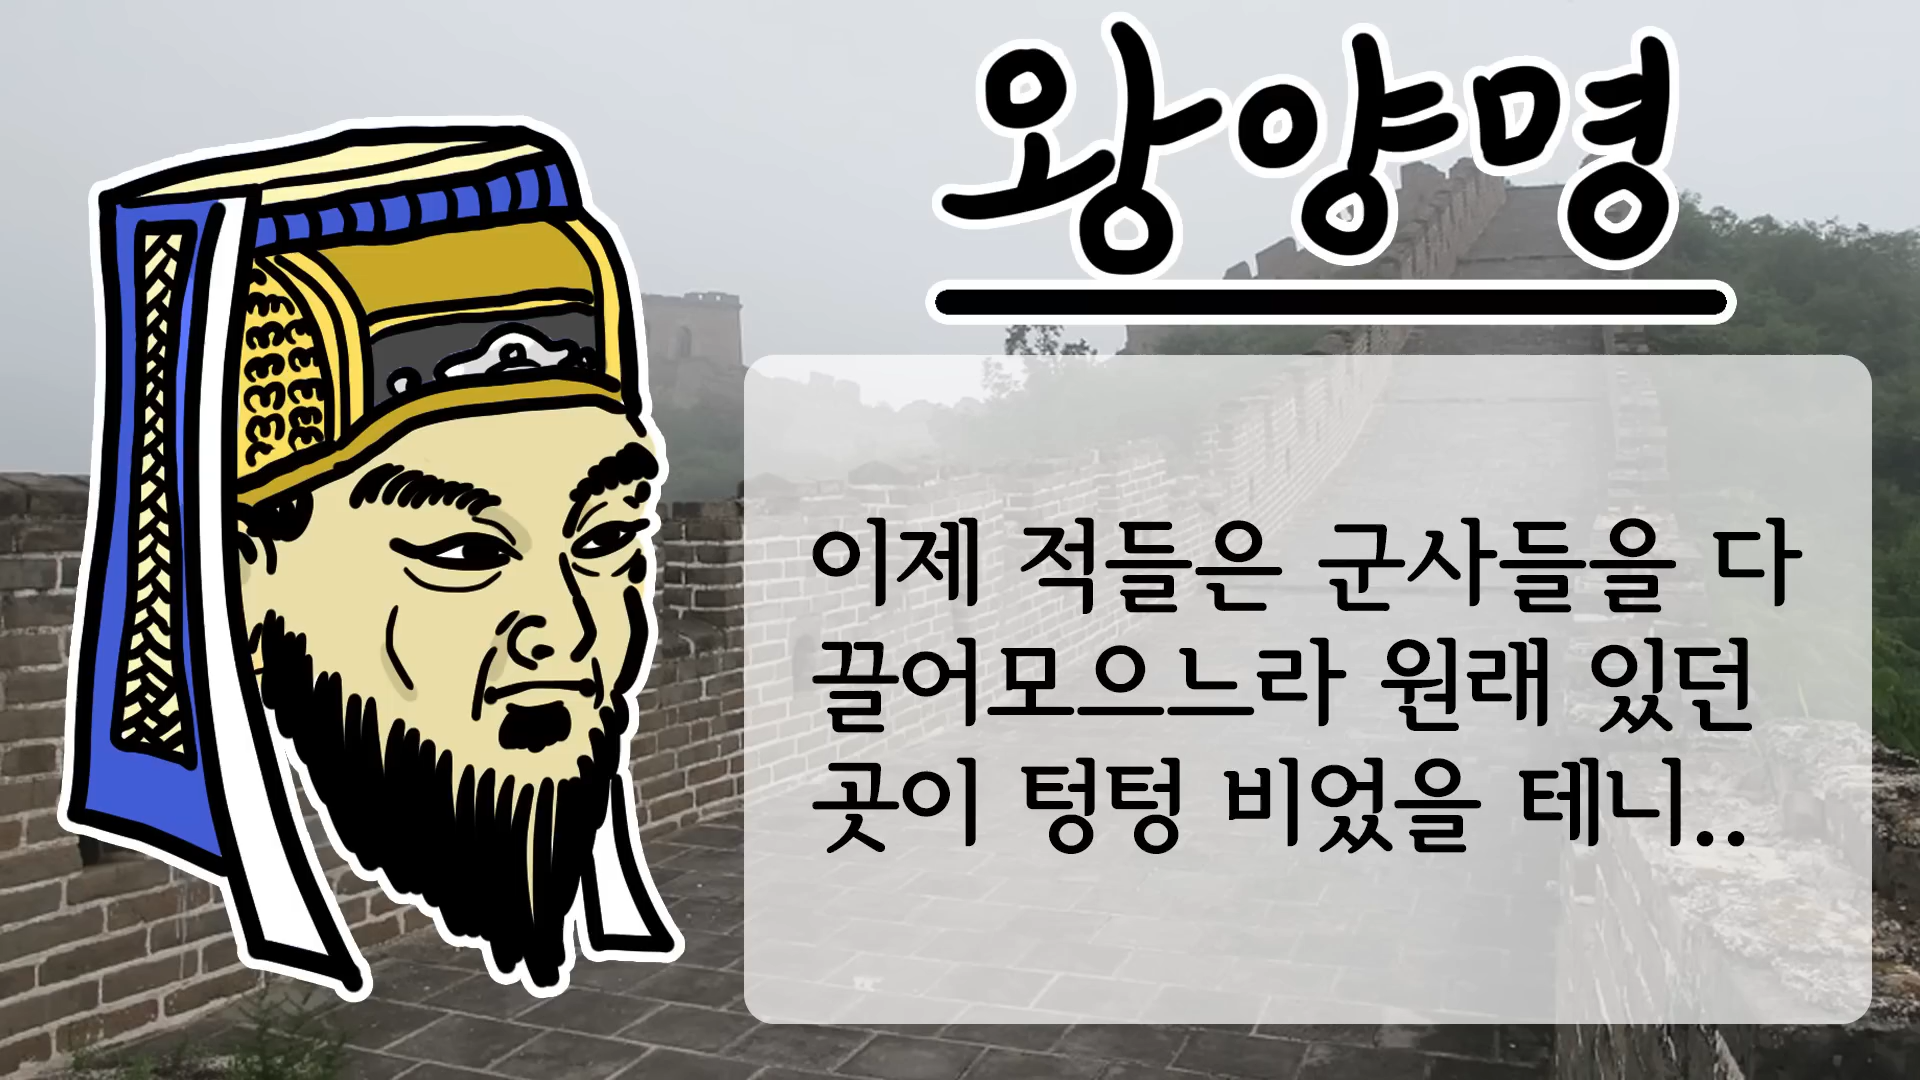 왕양명
이제 적들은 군사들을 다
끌어모으느라 원래 있던
곳이 텅텅 비었을 테니..